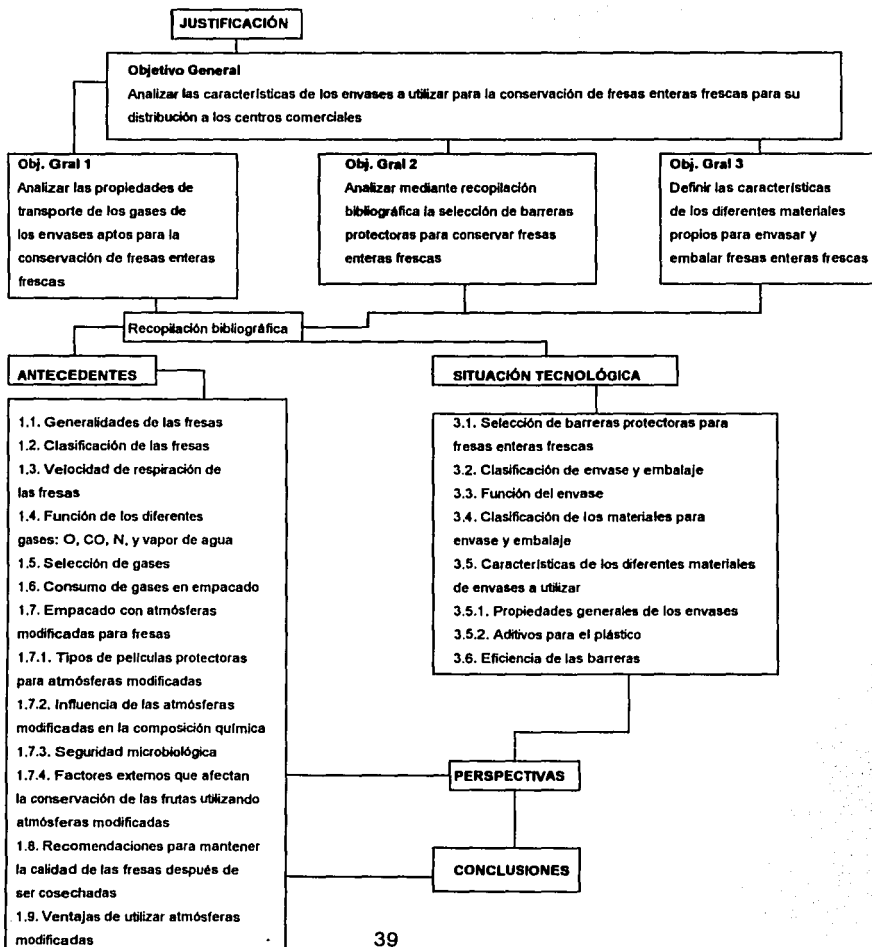 JUSTIFICACIÓN
Objetivo General
Analizar las características de los envases a utilizar para la conservación de fresas enteras frescas para su
distribución a los centros comerciales
Obj. Gral 1
Analizar las propiedades de
transporte de los gases de
los envases aptos para la
conservación de fresas enteras
frescas
Obj. Gral 2
Analizar mediante recopilación
bibliográfica la selección de barreras
protectoras para conservar fresas
enteras frescas
Obj. Gral 3
Definir las características
de los diferentes materiales
propios para envasar y
embalar fresas enteras frescas
Recopilación bibliográfica
ANTECEDENTES
1.1. Generalidades de las fresas
1.2. Clasificación de las fresas
1.3. Velocidad de respiración de
las fresas
1.4. Función de los diferentes
gases: O, CO, N, y vapor de agua
1.5. Selección de gases
1.6. Consumo de gases en empacado
1.7. Empacado con atmósferas
modificadas para fresas
1.7.1. Tipos de películas protectoras
para atmósferas modificadas
1.7.2. Influencia de las atmósferas
modificadas en la composición química
1.7.3. Seguridad microbiológica
1.7.4. Factores externos que afectan
la conservación de las frutas utilizando
atmósferas modificadas
1.8. Recomendaciones para mantener
la calidad de las fresas después de
ser cosechadas
1.9. Ventajas de utilizar atmósferas
modificadas
SITUACIÓN TECNOLÓGICA
3.1. Selección de barreras protectoras para
fresas enteras frescas
3.2. Clasificación de envase y embalaje
3.3. Función del envase
3.4. Clasificación de los materiales para
envase y embalaje
3.5. Características de los diferentes materiales
de envases a utilizar
3.5.1. Propiedades generales de los envases
3.5.2. Aditivos para el plástico
3.6. Eficiencia de las barreras
PERSPECTIVAS
CONCLUSIONES
39